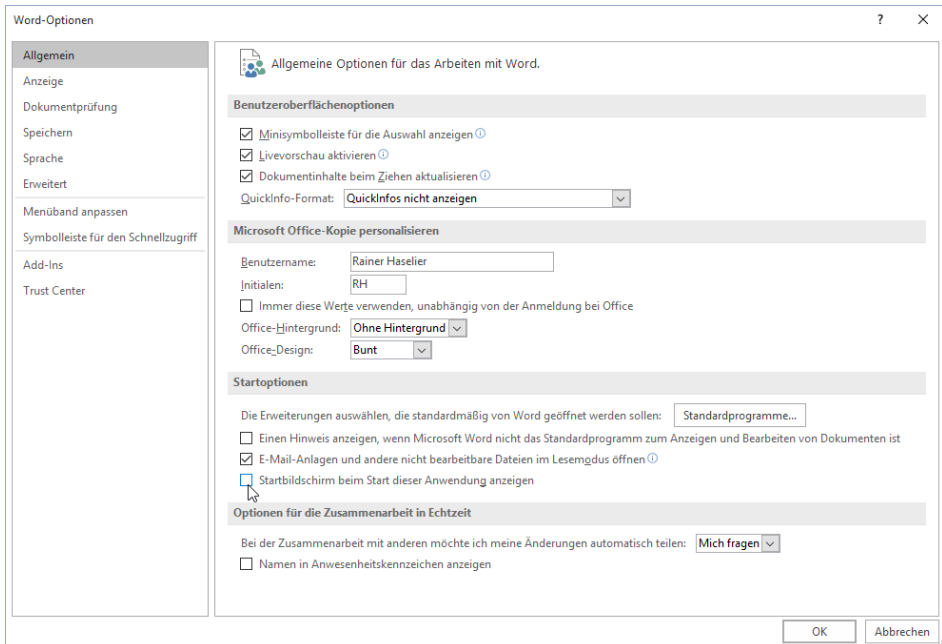 Word-Optionen
Allgemein
Anzeige
Dokumentprüfung
Speichern
Sprache
Erweitert
Menüband anpassen
Symbolleiste für den Schnellzugriff
Add-Ins
Trust Center
Allgemeine Optionen für das Arbeiten mit Word.
Benutzeroberflächenoptionen
Minisymbolleiste für die Auswahl anzeigen
Livevorschau aktivieren
Dokumentinhalte beim Ziehen aktualisieren
QuickInfo-Format: QuickInfos nicht anzeigen
Microsoft Office-Kopie personalisieren
Benutzername: Rainer Haselier
Initialen: RH
Immer diese Werte verwenden, unabhängig von der Anmeldung bei Office
Office-Hintergrund: Ohne Hintergrund
Office-Design: Bunt
Startoptionen
Die Erweiterungen auswählen, die standardmäßig von Word geöffnet werden sollen: Standardprogramme...
Einen Hinweis anzeigen, wenn Microsoft Word nicht das Standardprogramm zum Anzeigen und Bearbeiten von Dokumenten ist
E-Mail-Anlagen und andere nicht bearbeitbare Dateien im Lesemodus öffnen
Startbildschirm beim Start dieser Anwendung anzeigen
Optionen für die Zusammenarbeit in Echtzeit
Bei der Zusammenarbeit mit anderen möchte ich meine Änderungen automatisch teilen: Mich fragen
Namen in Anwesenheitskennzeichen anzeigen
OK Abbrechen